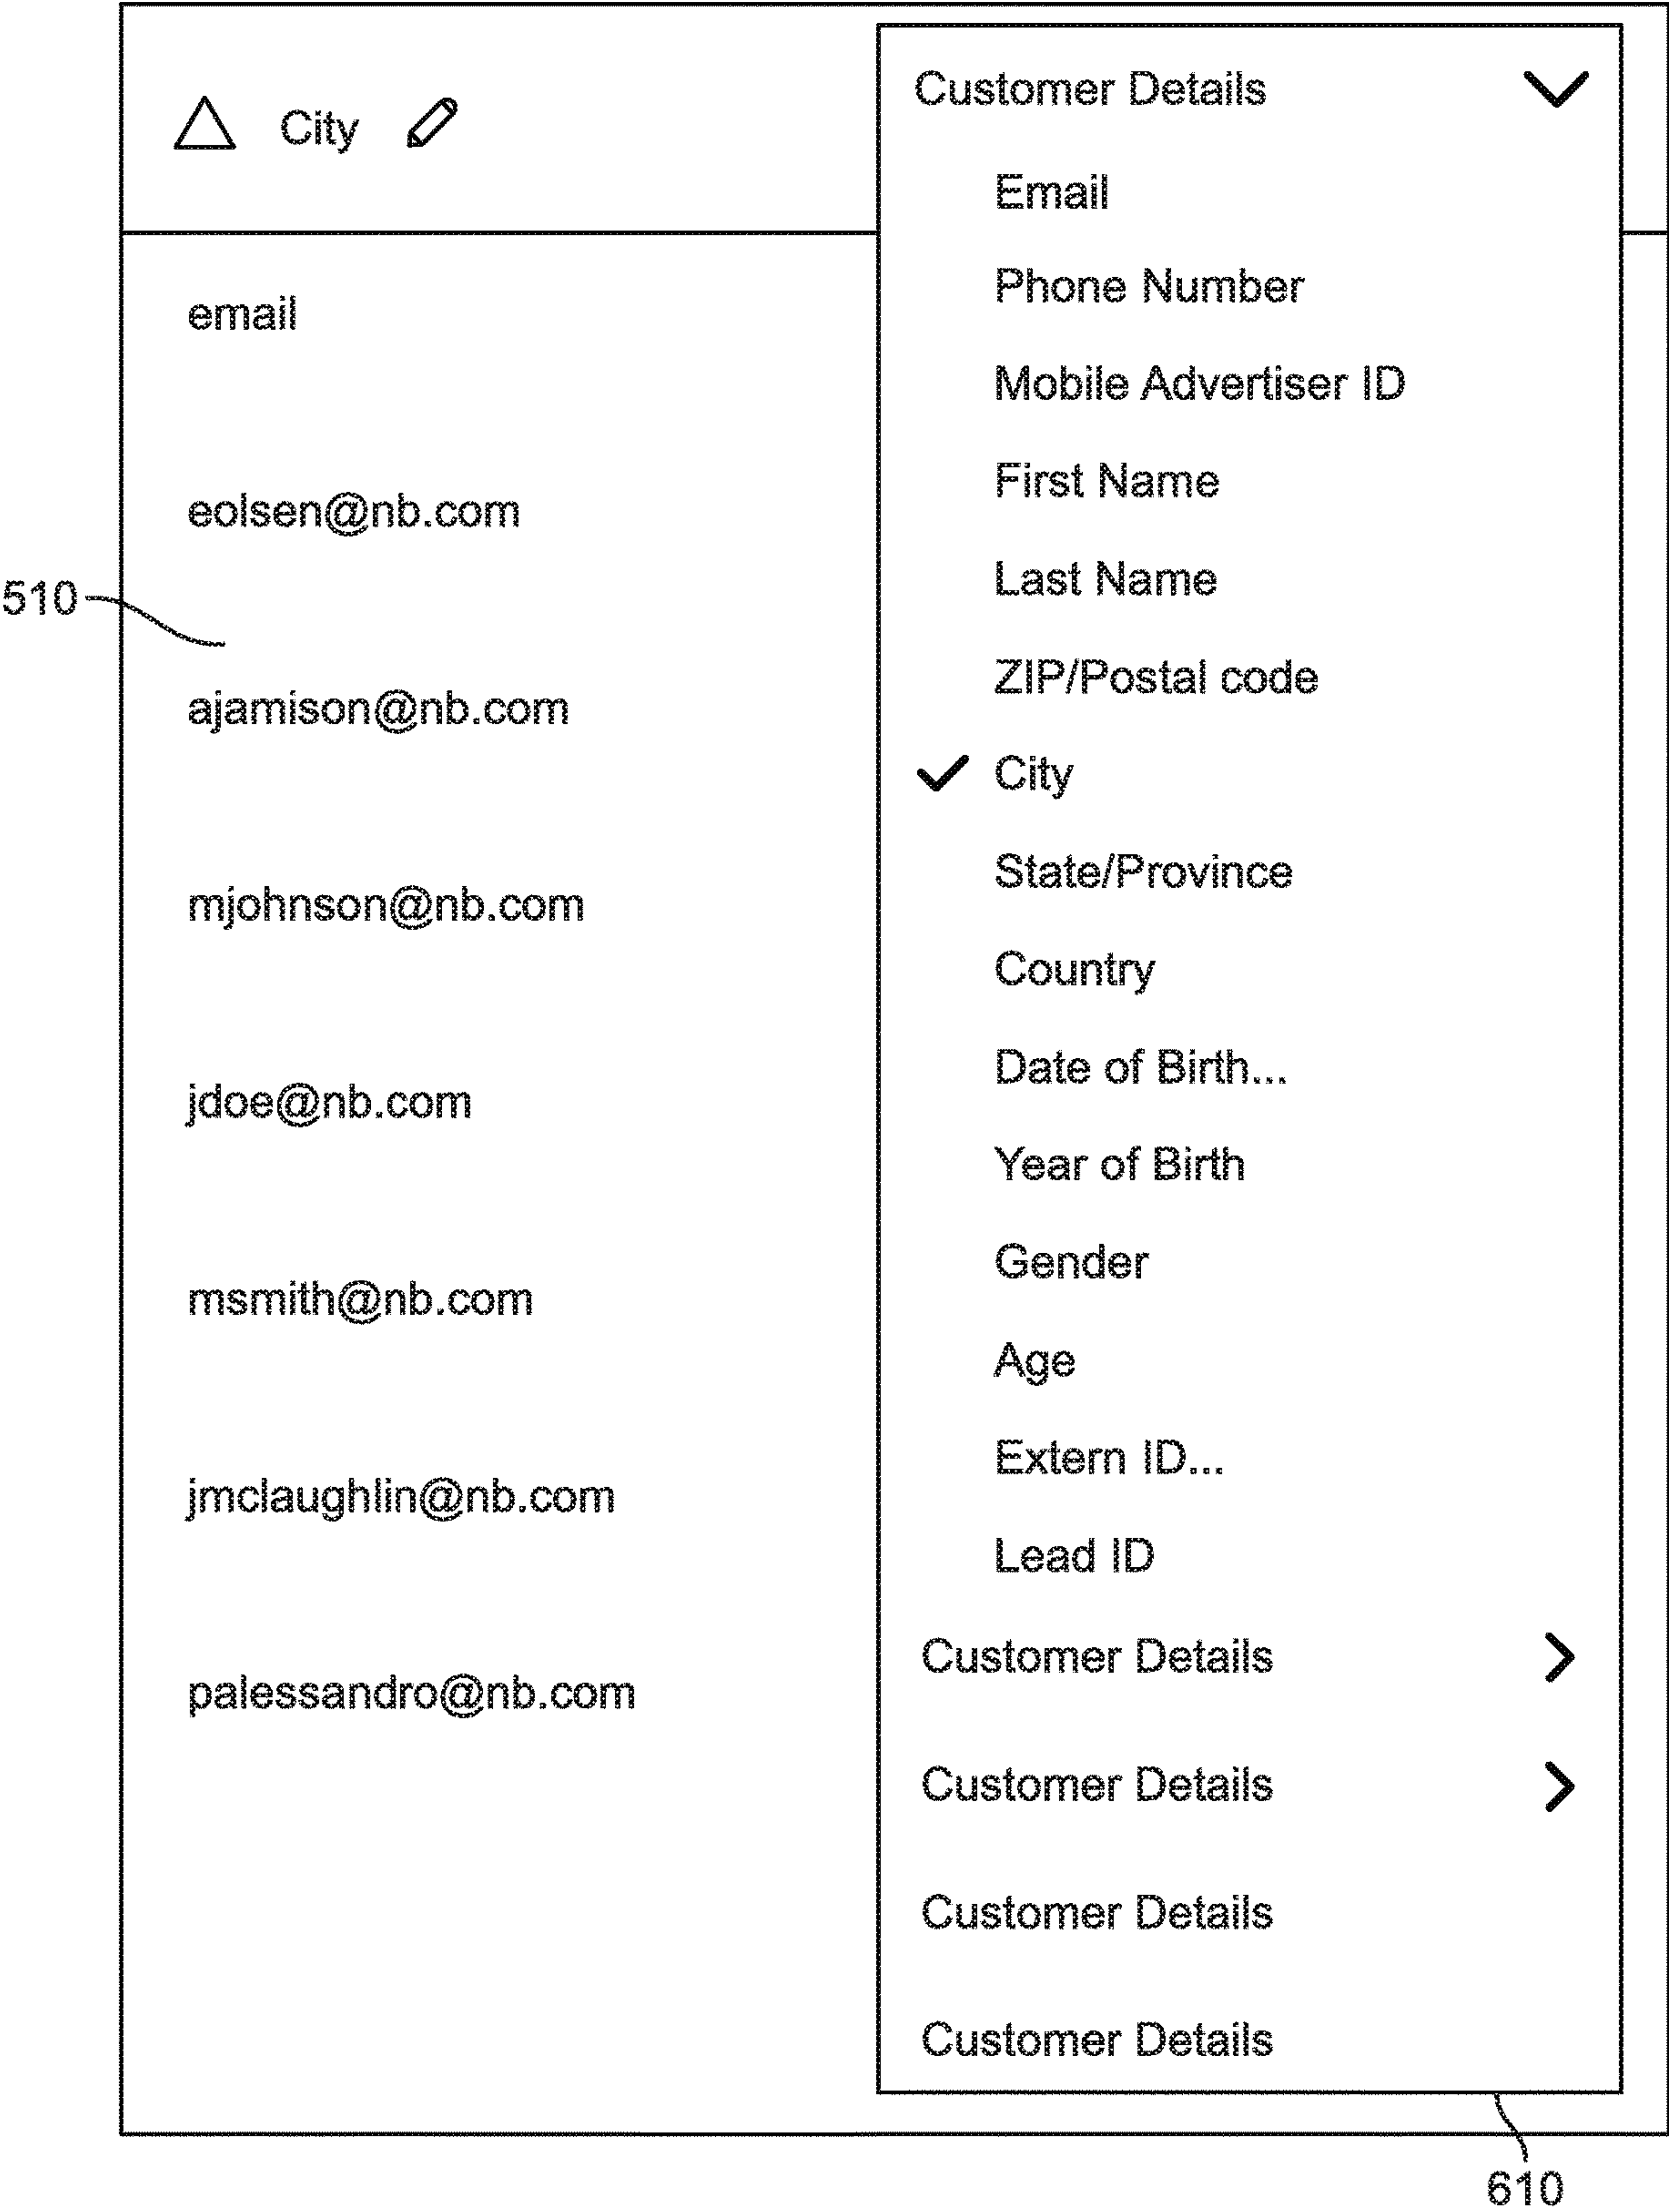 City
email
eolsen@nb.com
510
ajamison@nb.com
mjohnson@nb.com
jdoe@nb.com
msmith@nb.com
jmclaughlin@nb.com
palessandro@nb.com
Customer Details
Email
Phone Number
Mobile Advertiser ID
First Name
Last Name
ZIP/Postal code
City
State/Province
Country
Date of Birth...
Year of Birth
Gender
Age
Extern ID...
Lead ID
Customer Details
Customer Details
Customer Details
Customer Details
610